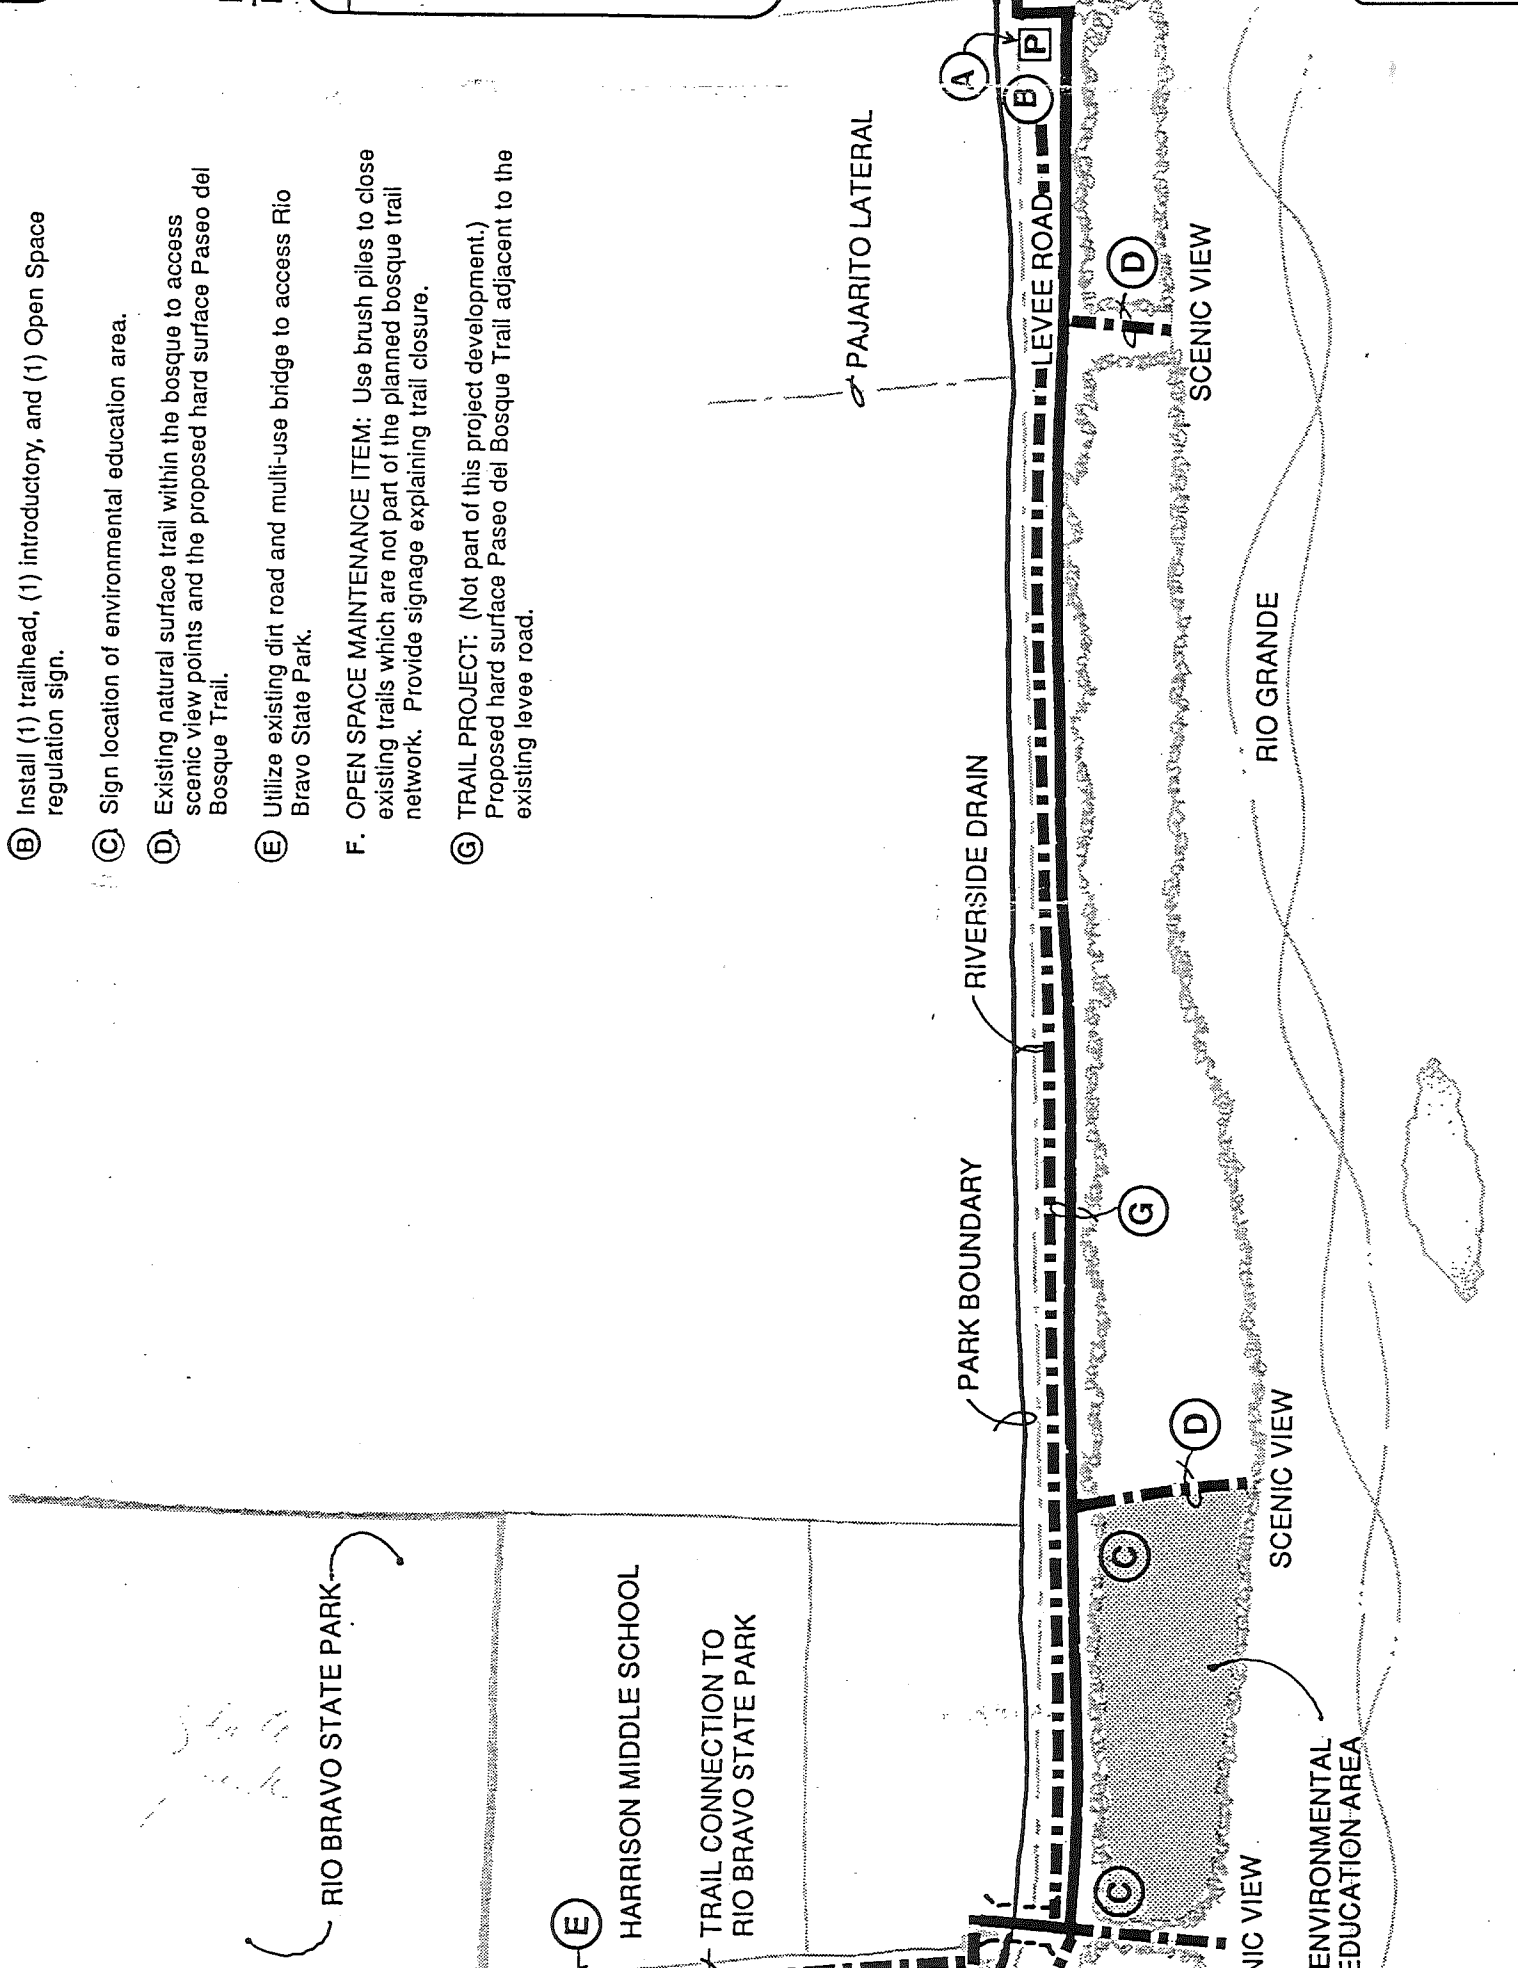 B Install (1) trailhead, (1) introductory, and (1) Open Space
regulation sign.
C Sign location of environmental education area.
D. Existing natural surface trail within the bosque to access
scenic view points and the proposed hard surface Paseo del
Bosque Trail.
E Utilize existing dirt road and multi-use bridge to access Rio
Bravo State Park.
F. OPEN SPACE MAINTENANCE ITEM: Use brush piles to close
existing trails which are not part of the planned bosque trail
network. Provide signage explaining trail closure.
G TRAIL PROJECT: (Not part of this project development.)
Proposed hard surface Paseo del Bosque Trail adjacent to the
existing levee road.
RIO BRAVO STATE PARK
E
HARRISON MIDDLE SCHOOL
TRAIL CONNECTION TO
RIO BRAVO STATE PARK
PAJARITO LATERAL
PARK BOUNDARY
RIVERSIDE DRAIN
A
P
B
LEVEE ROAD
D
SCENIC VIEW
G
D
C
SCENIC VIEW
C
RIO GRANDE
NIC VIEW
ENVIRONMENTAL
EDUCATION AREA